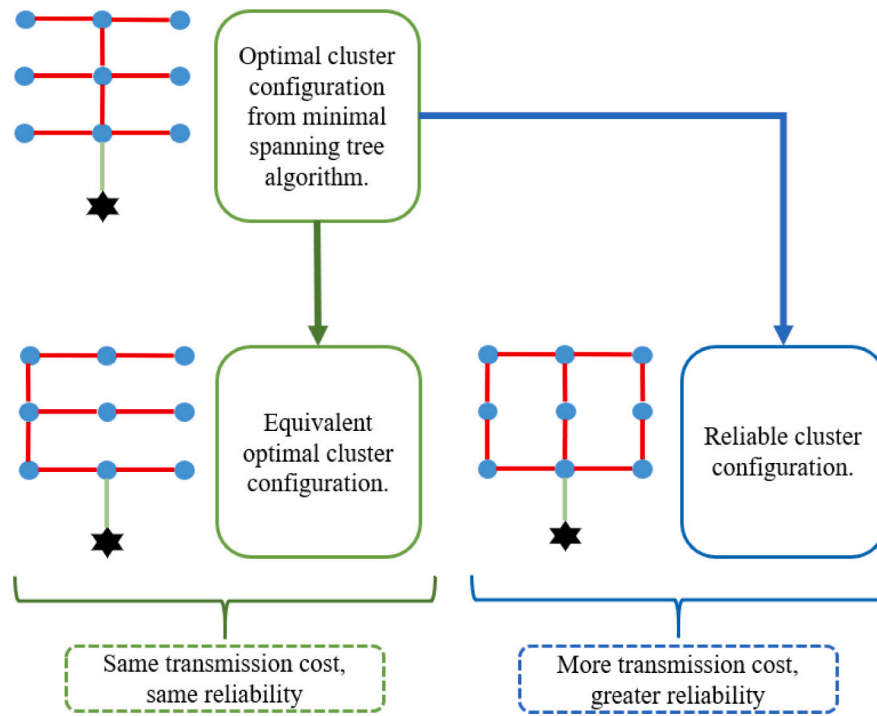 Optimal cluster
configuration
from minimal
spanning tree
algorithm.
Equivalent
optimal cluster
configuration.
Reliable cluster
configuration.
Same transmission cost,
same reliability
More transmission cost,
greater reliability